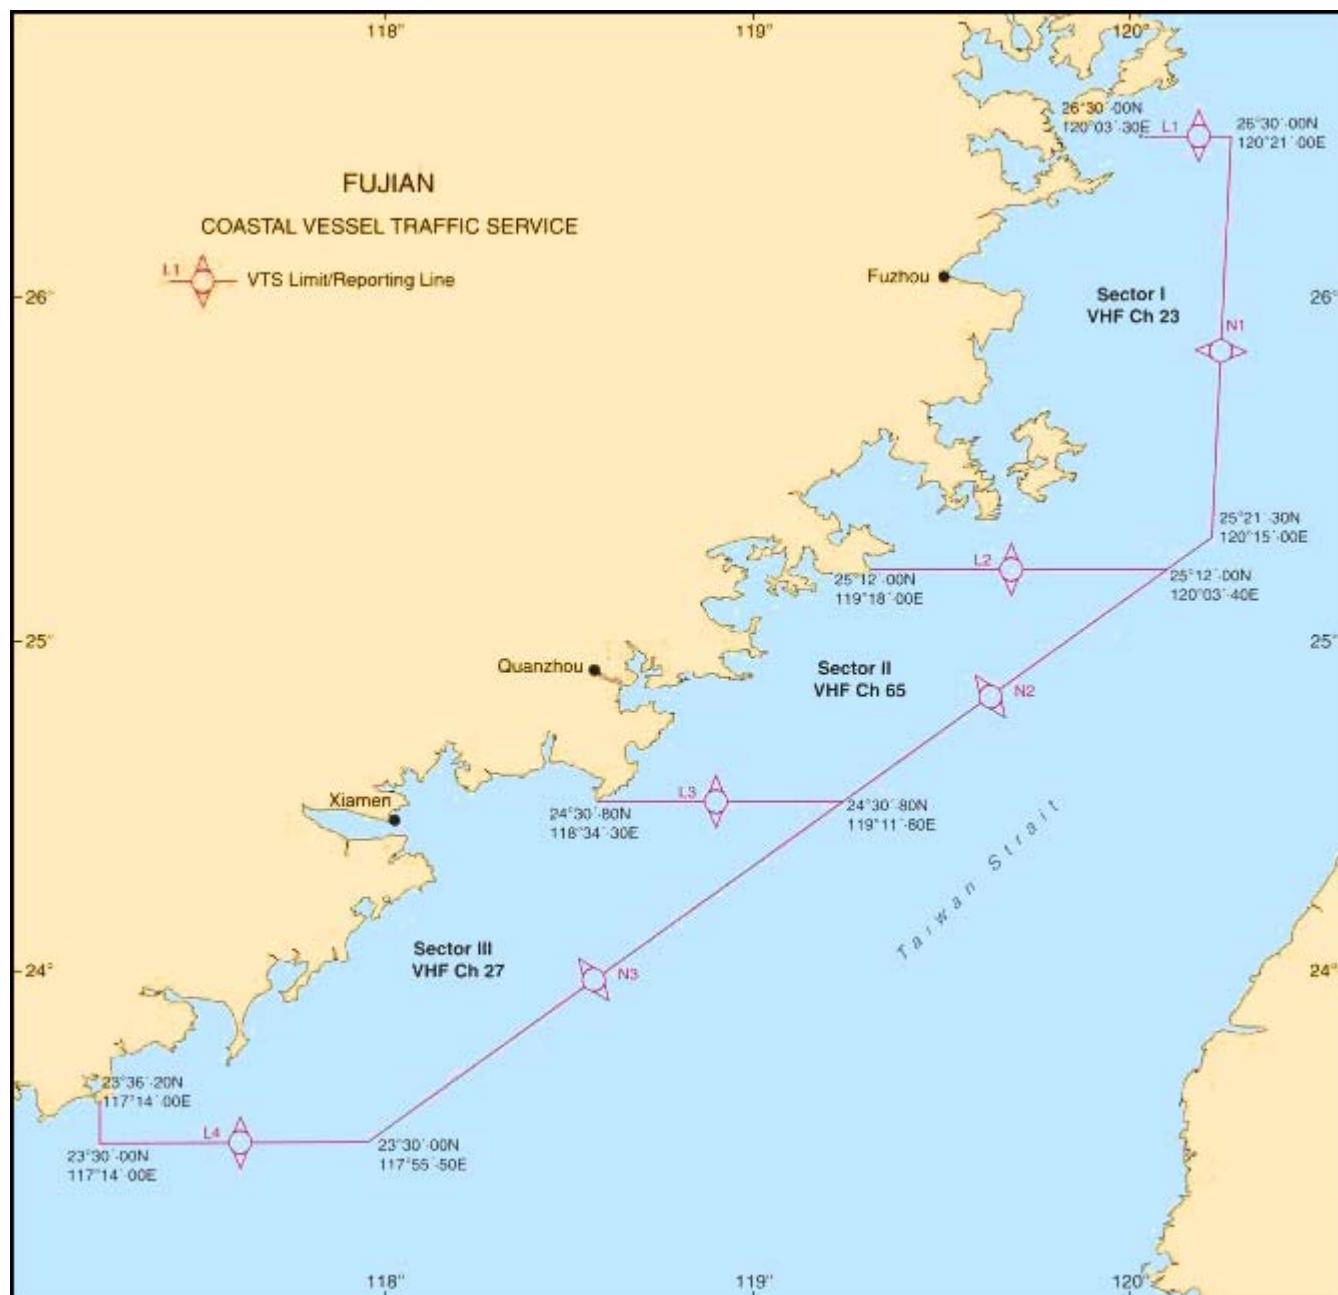 118°
119°
120°
26°30´·00N
120°03´·30E
L1
26°30´·00N
120°21´·00E
FUJIAN
COASTAL VESSEL TRAFFIC SERVICE
L1
VTS Limit/Reporting Line
Fuzhou
26°
Sector I
VHF Ch 23
26°
N1
25°21´·30N
120°15´·00E
L2
25°12´·00N
119°18´·00E
25°12´·00N
120°03´·40E
25°
25°
Quanzhou
Sector II
VHF Ch 65
N2
Xiamen
L3
24°30´·80N
118°34´·30E
24°30´·80N
119°11´·80E
Taiwan Strait
Sector III
VHF Ch 27
24°
24°
N3
23°36´·20N
117°14´·00E
L4
23°30´·00N
117°14´·00E
23°30´·00N
117°55´·50E
118°
119°
120°